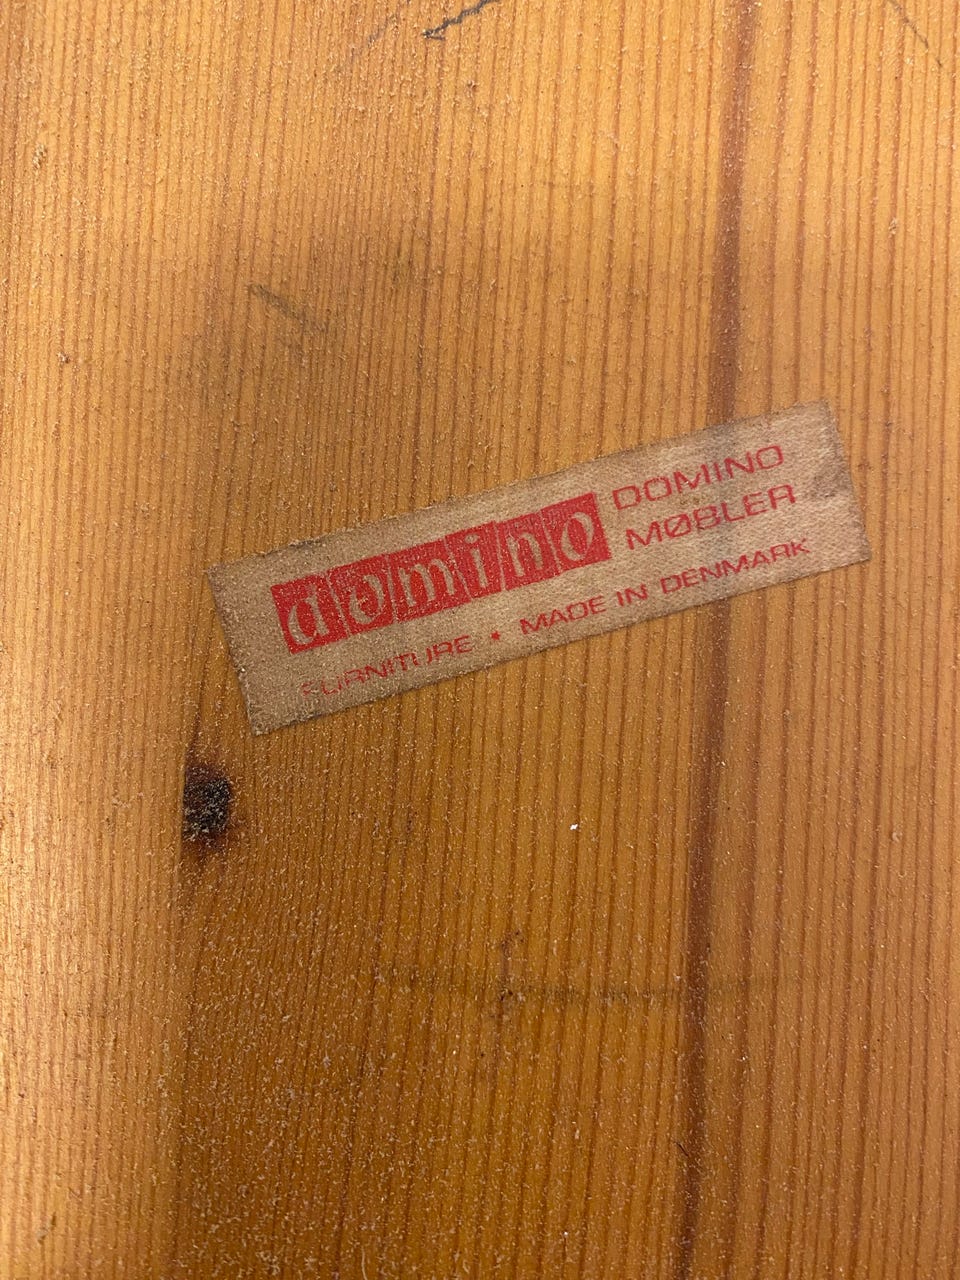 domino
DOMINO
MØBLER
FURNITURE * MADE IN DENMARK